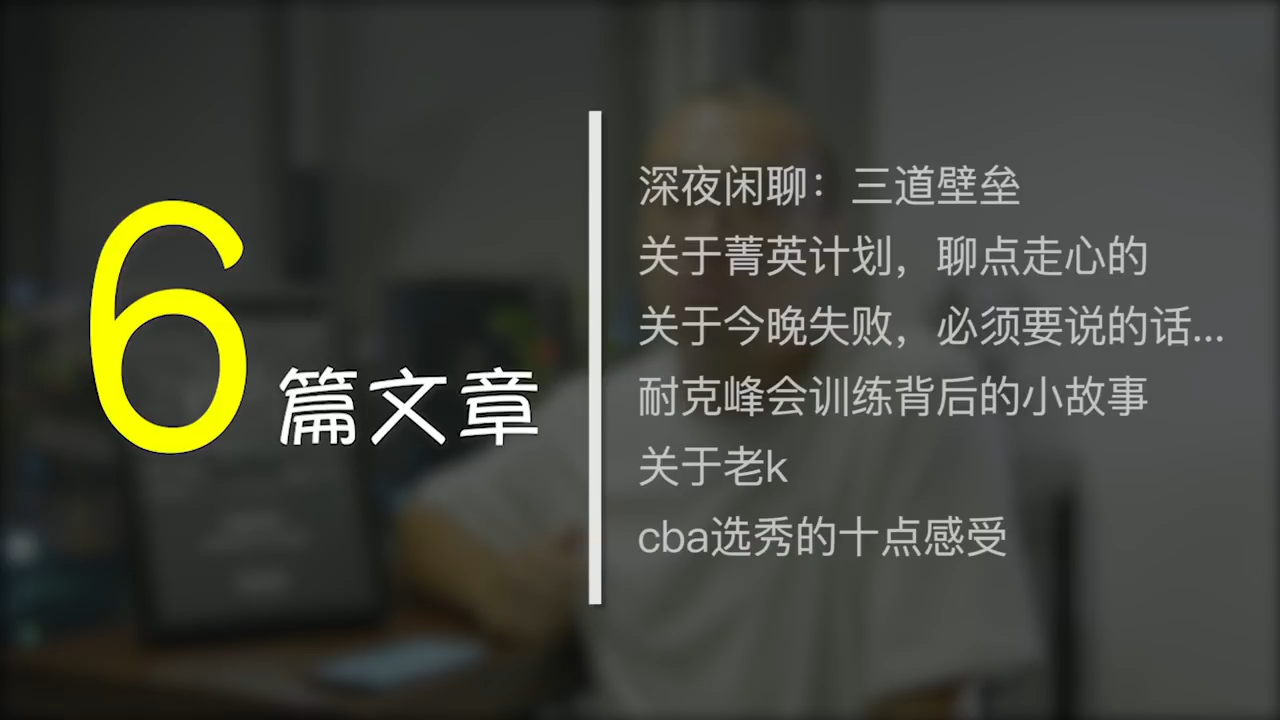 6篇文章
深夜闲聊：三道壁垒
关于菁英计划，聊点走心的
关于今晚失败，必须要说的话...
耐克峰会训练背后的小故事
关于老k
cba选秀的十点感受